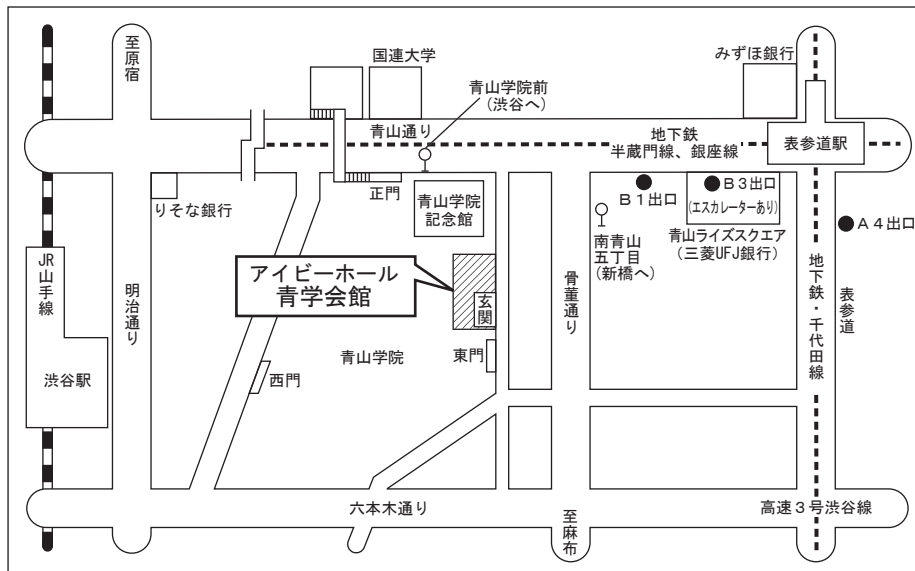 至原宿
国連大学
みずほ銀行
青山学院前
(渋谷へ)
青山通り
地下鉄
半蔵門線、銀座線
表参道駅
りそな銀行
正門
青山学院
記念館
B1出口
B3出口
(エスカレーターあり)
A4出口
南青山
五丁目
(新橋へ)
青山ライズスクエア
(三菱UFJ銀行)
JR山手線
明治通り
アイビーホール
青学会館
玄関
骨董通り
地下鉄・千代田線
表参道
渋谷駅
青山学院
東門
西門
六本木通り
至麻布
高速3号渋谷線